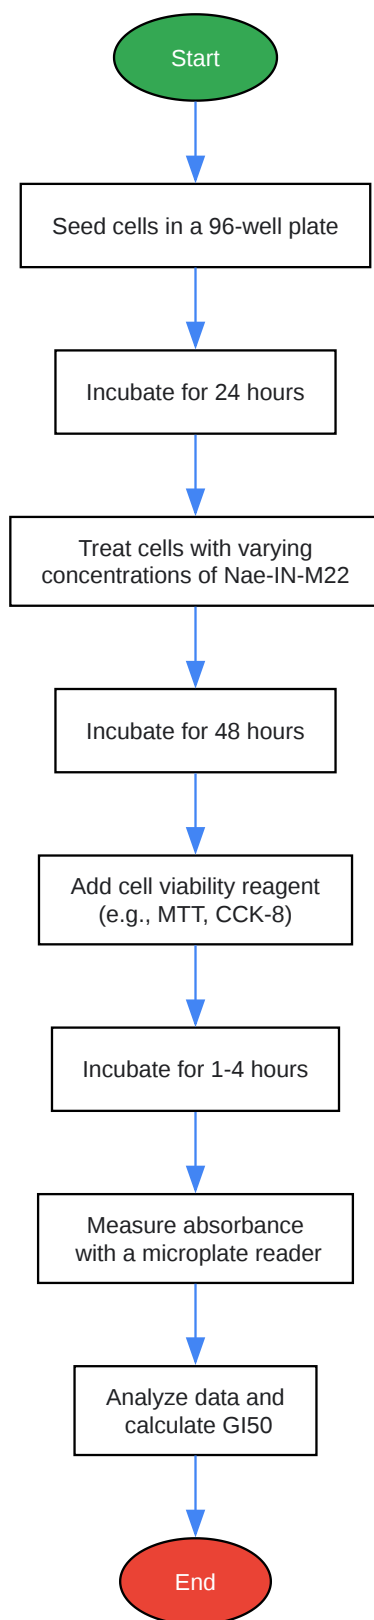 Start
Seed cells in a 96-well plate
Incubate for 24 hours
Treat cells with varying
concentrations of Nae-IN-M22
Incubate for 48 hours
Add cell viability reagent
(e.g., MTT, CCK-8)
Incubate for 1-4 hours
Measure absorbance
with a microplate reader
Analyze data and
calculate GI50
End